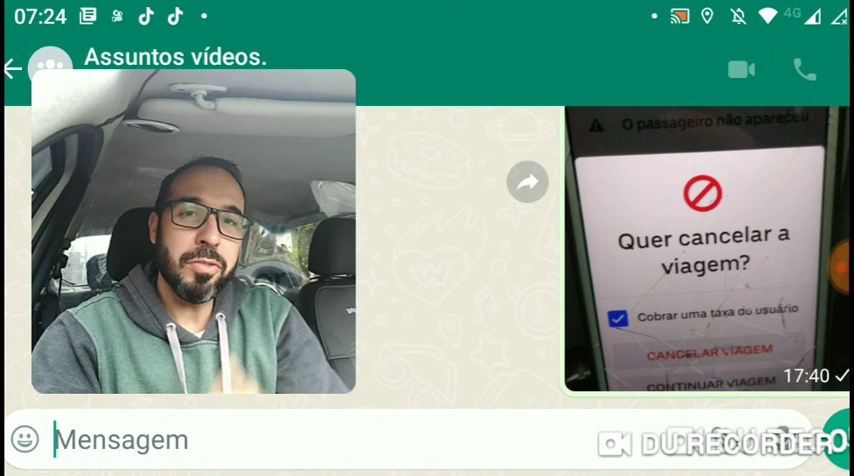 07:24
4G
Assuntos vídeos.
O passageiro não apareceu
Quer cancelar a
viagem?
Cobrar uma taxa do usuário
CANCELAR VIAGEM
CONTINUAR VIAGEM
17:40
Mensagem
DU RECORDER